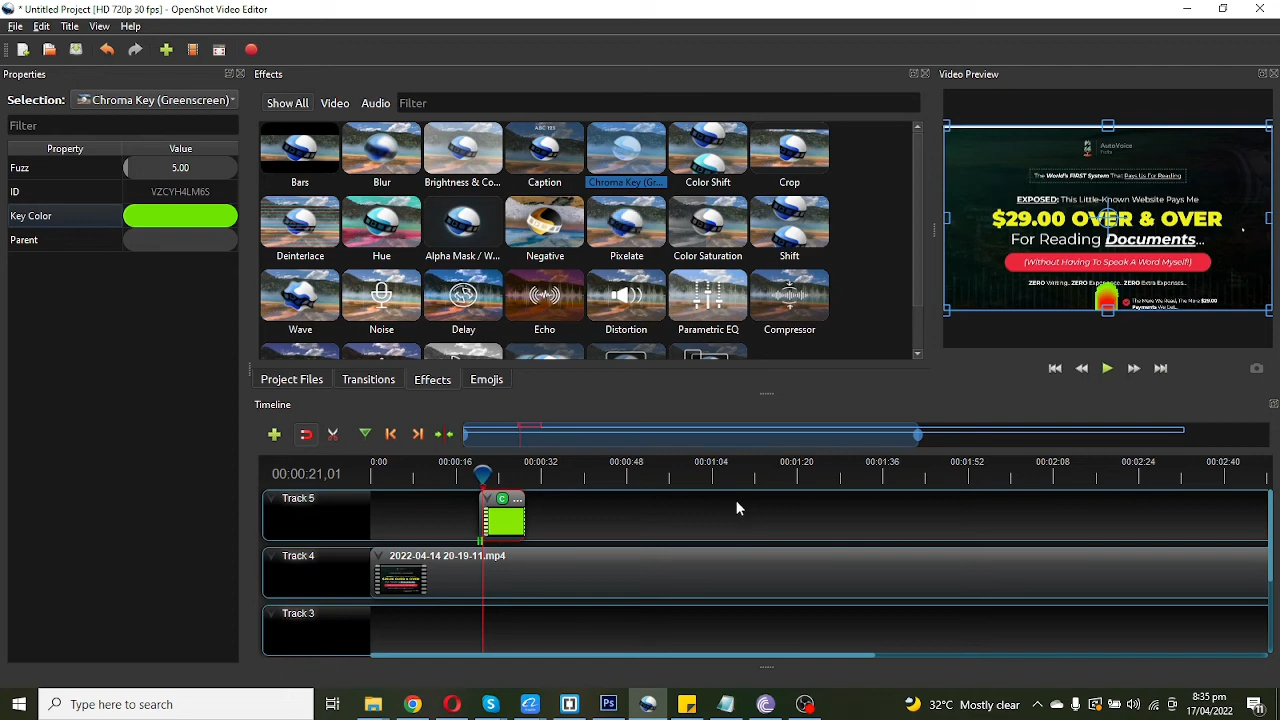 * Untitled Project [HD 720p 30 fps] - OpenShot Video Editor
File Edit Title View Help
Properties
Effects
Video Preview
Selection: Chroma Key (Greenscreen)
Show All Video Audio Filter
Filter
Property Value
Fuzz 5.00
ID VZCYH4LM6S
Key Color
Parent
ABC 123
Bars Blur Brightness & Co... Caption Chroma Key (Gr... Color Shift Crop
Deinterlace Hue Alpha Mask / W... Negative Pixelate Color Saturation Shift
Wave Noise Delay Echo Distortion Parametric EQ Compressor
AutoVoice
The World's FIRST System That Pays Us For Reading
EXPOSED: This Little-Known Website Pays Me
$29.00 OVER & OVER
For Reading Documents...
(Without Having To Speak A Word Myself!)
ZERO Writing.. ZERO Experience.. ZERO Extra Expenses..
The More We Read, The More $29.00
Payments We Get..
Project Files Transitions Effects Emojis
Timeline
00:00:21,01
0:00 00:00:16 00:00:32 00:00:48 00:01:04 00:01:20 00:01:36 00:01:52 00:02:08 00:02:24 00:02:40
Track 5
C ...
Track 4
2022-04-14 20-19-11.mp4
Track 3
Type here to search
32°C Mostly clear
8:35 pm
17/04/2022